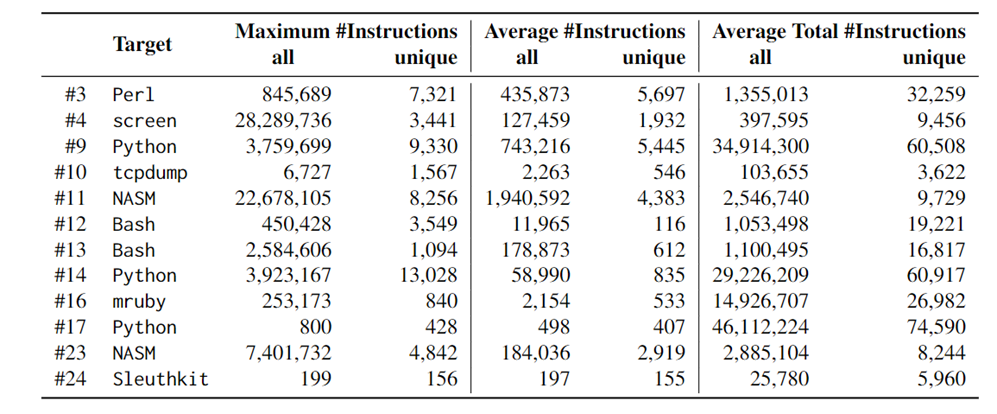 Target Maximum #Instructions Average #Instructions Average Total #Instructions
all unique all unique all unique
#3 Perl 845,689 7,321 435,873 5,697 1,355,013 32,259
#4 screen 28,289,736 3,441 127,459 1,932 397,595 9,456
#9 Python 3,759,699 9,330 743,216 5,445 34,914,300 60,508
#10 tcpdump 6,727 1,567 2,263 546 103,655 3,622
#11 NASM 22,678,105 8,256 1,940,592 4,383 2,546,740 9,729
#12 Bash 450,428 3,549 11,965 116 1,053,498 19,221
#13 Bash 2,584,606 1,094 178,873 612 1,100,495 16,817
#14 Python 3,923,167 13,028 58,990 835 29,226,209 60,917
#16 mruby 253,173 840 2,154 533 14,926,707 26,982
#17 Python 800 428 498 407 46,112,224 74,590
#23 NASM 7,401,732 4,842 184,036 2,919 2,885,104 8,244
#24 Sleuthkit 199 156 197 155 25,780 5,960